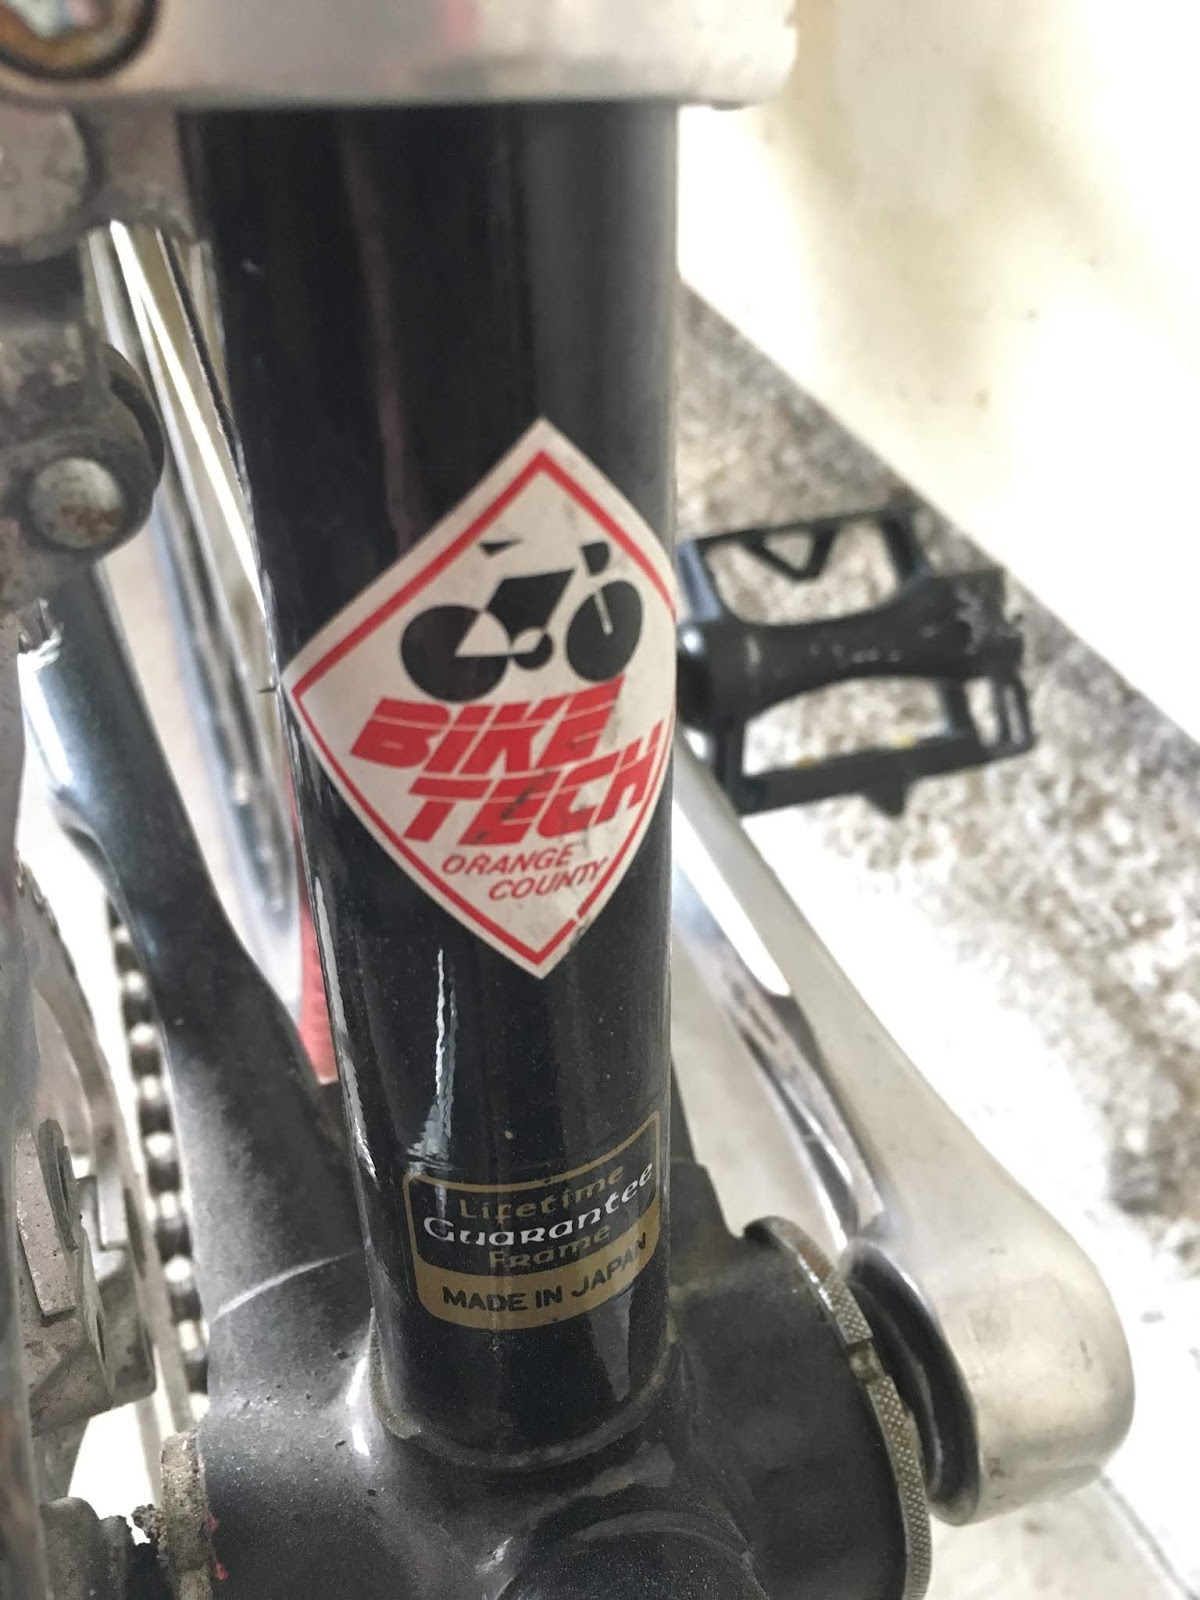 BIKE
TECH
ORANGE
COUNTY
Lifetime
Guarantee
Frame
MADE IN JAPAN